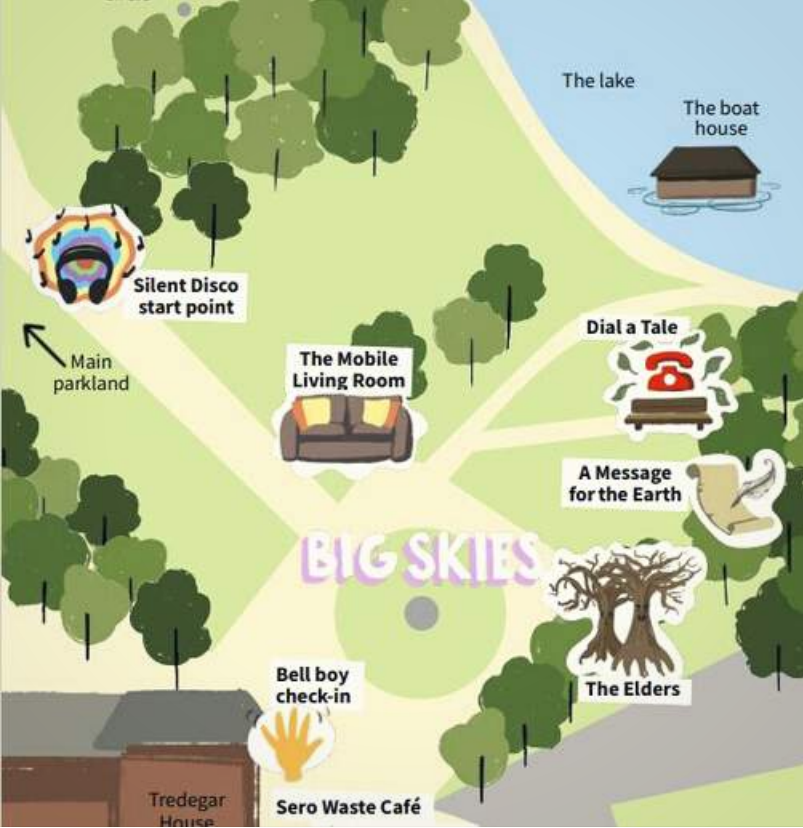 The lake
The boat
house
Silent Disco
start point
Dial a Tale
Main
parkland
The Mobile
Living Room
A Message
for the Earth
BIG SKIES
Bell boy
check-in
The Elders
Tredegar
House
Sero Waste Café